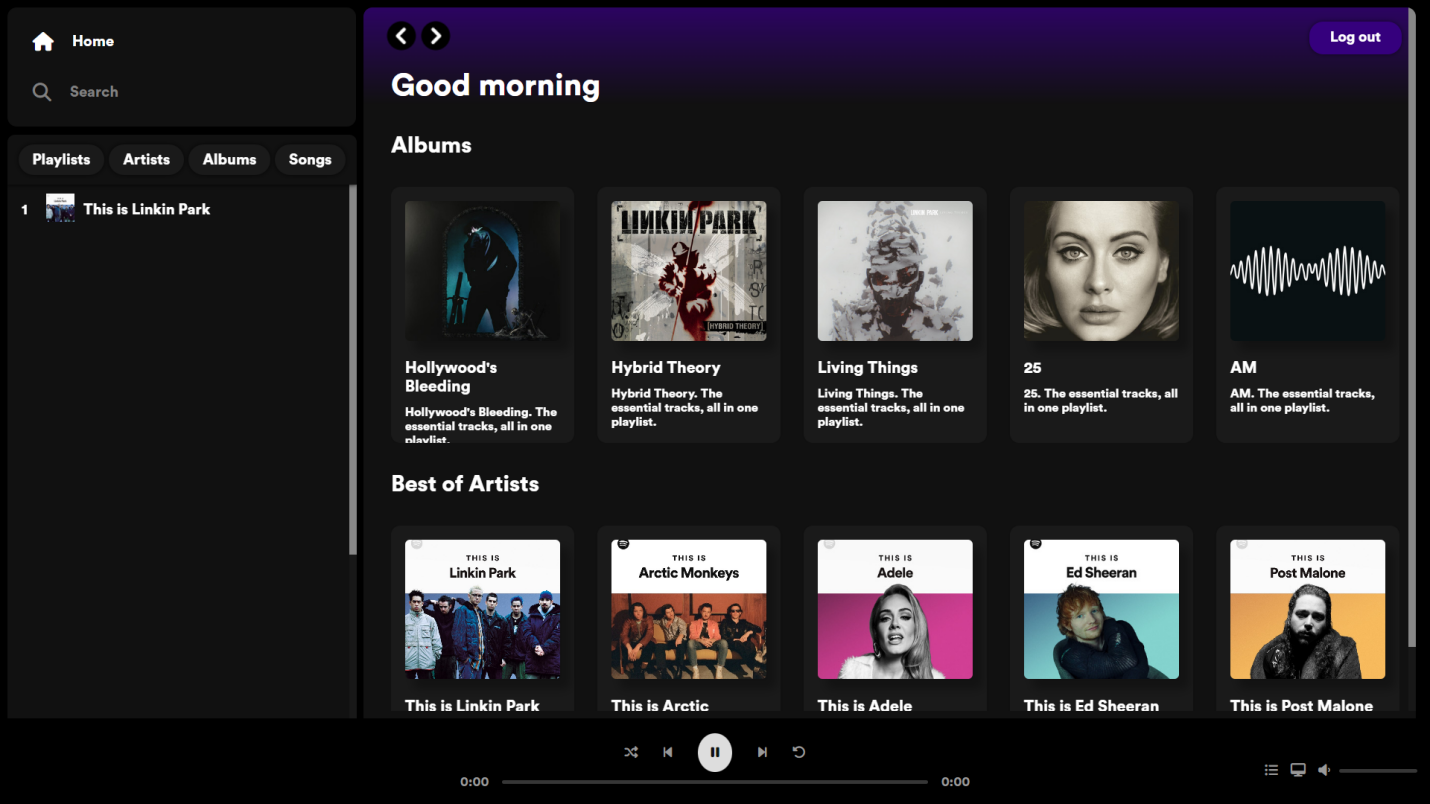 Home
Search
Playlists Artists Albums Songs
1 This is Linkin Park
Log out
Good morning
Albums
LINKIN PARK
[HYBRID THEORY]
LINKIN PARK
Hollywood's
Bleeding
Hollywood's Bleeding. The
essential tracks, all in one
playlist.
Hybrid Theory
Hybrid Theory. The
essential tracks, all in one
playlist.
Living Things
Living Things. The
essential tracks, all in one
playlist.
25
25. The essential tracks, all
in one playlist.
AM
AM. The essential tracks,
all in one playlist.
Best of Artists
THIS IS
Linkin Park
This is Linkin Park
THIS IS
Arctic Monkeys
This is Arctic
THIS IS
Adele
This is Adele
THIS IS
Ed Sheeran
This is Ed Sheeran
THIS IS
Post Malone
This is Post Malone
0:00
0:00